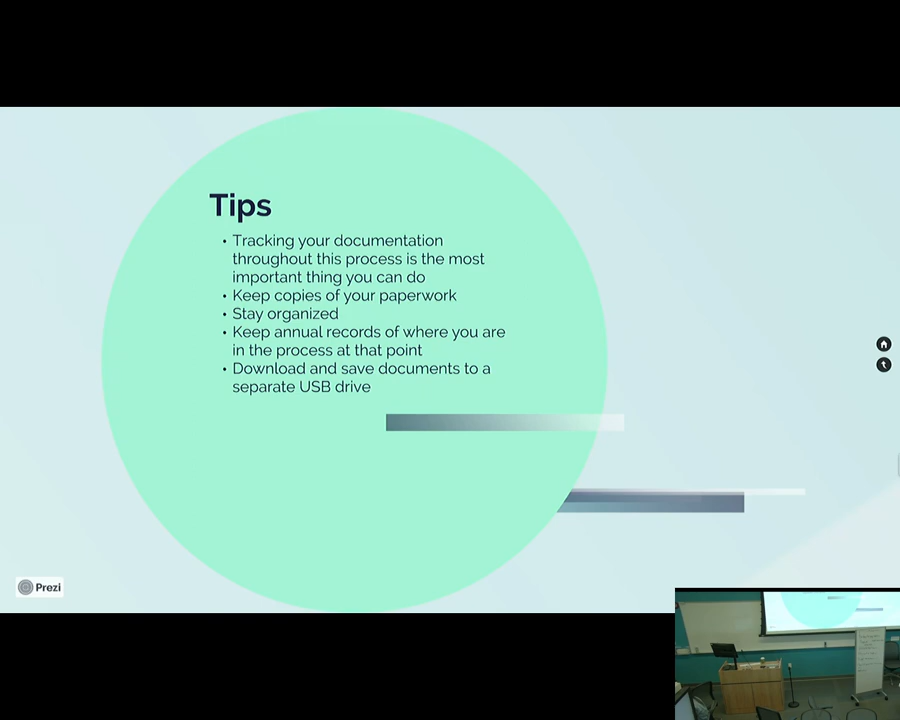 Tips
• Tracking your documentation
throughout this process is the most
important thing you can do
• Keep copies of your paperwork
• Stay organized
• Keep annual records of where you are
in the process at that point
• Download and save documents to a
separate USB drive
Prezi